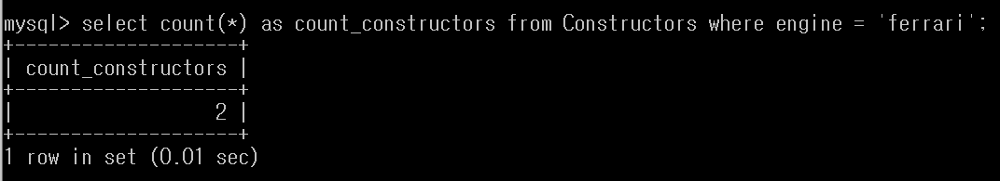 mysql> select count(*) as count_constructors from Constructors where engine = 'ferrari';
+--------------------+
| count_constructors |
+--------------------+
|                  2 |
+--------------------+
1 row in set (0.01 sec)